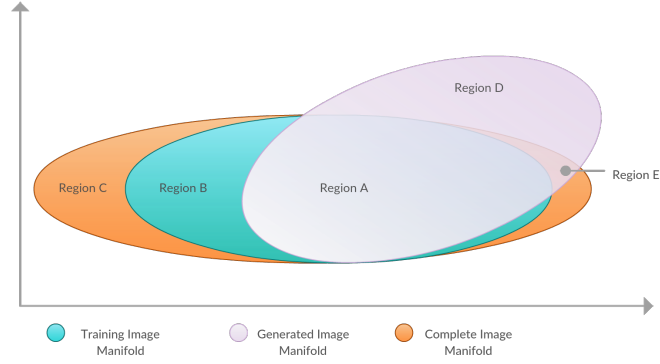 Region D
Region E
Region C
Region B
Region A
Training Image
Manifold
Generated Image
Manifold
Complete Image
Manifold